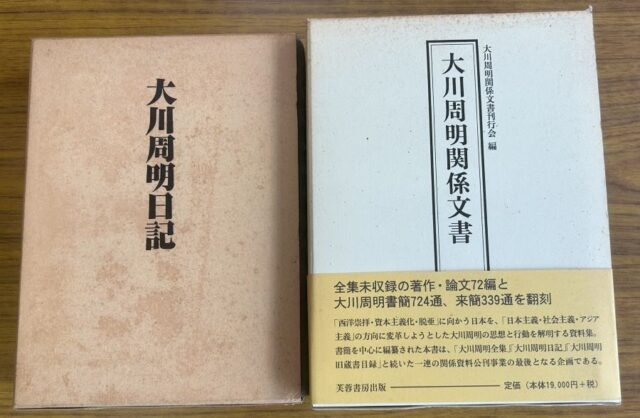 大川周明日記
大川周明関係文書刊行会 編
大川周明関係文書
全集未収録の著作・論文72編と
大川周明書簡724通、来簡339通を翻刻
「西洋崇拝・資本主義化・脱亜」に向かう日本を、「日本主義・社会主義・アジア
主義」の方向に変革しようとした大川周明の思想と行動を解明する資料集。
書簡を中心に編纂された本書は、「大川周明全集」「大川周明日記」「大川周明
旧蔵書目録」と続いた一連の関係資料公刊事業の最後となる企画である。
芙蓉書房出版
定価（本体19,000円＋税）